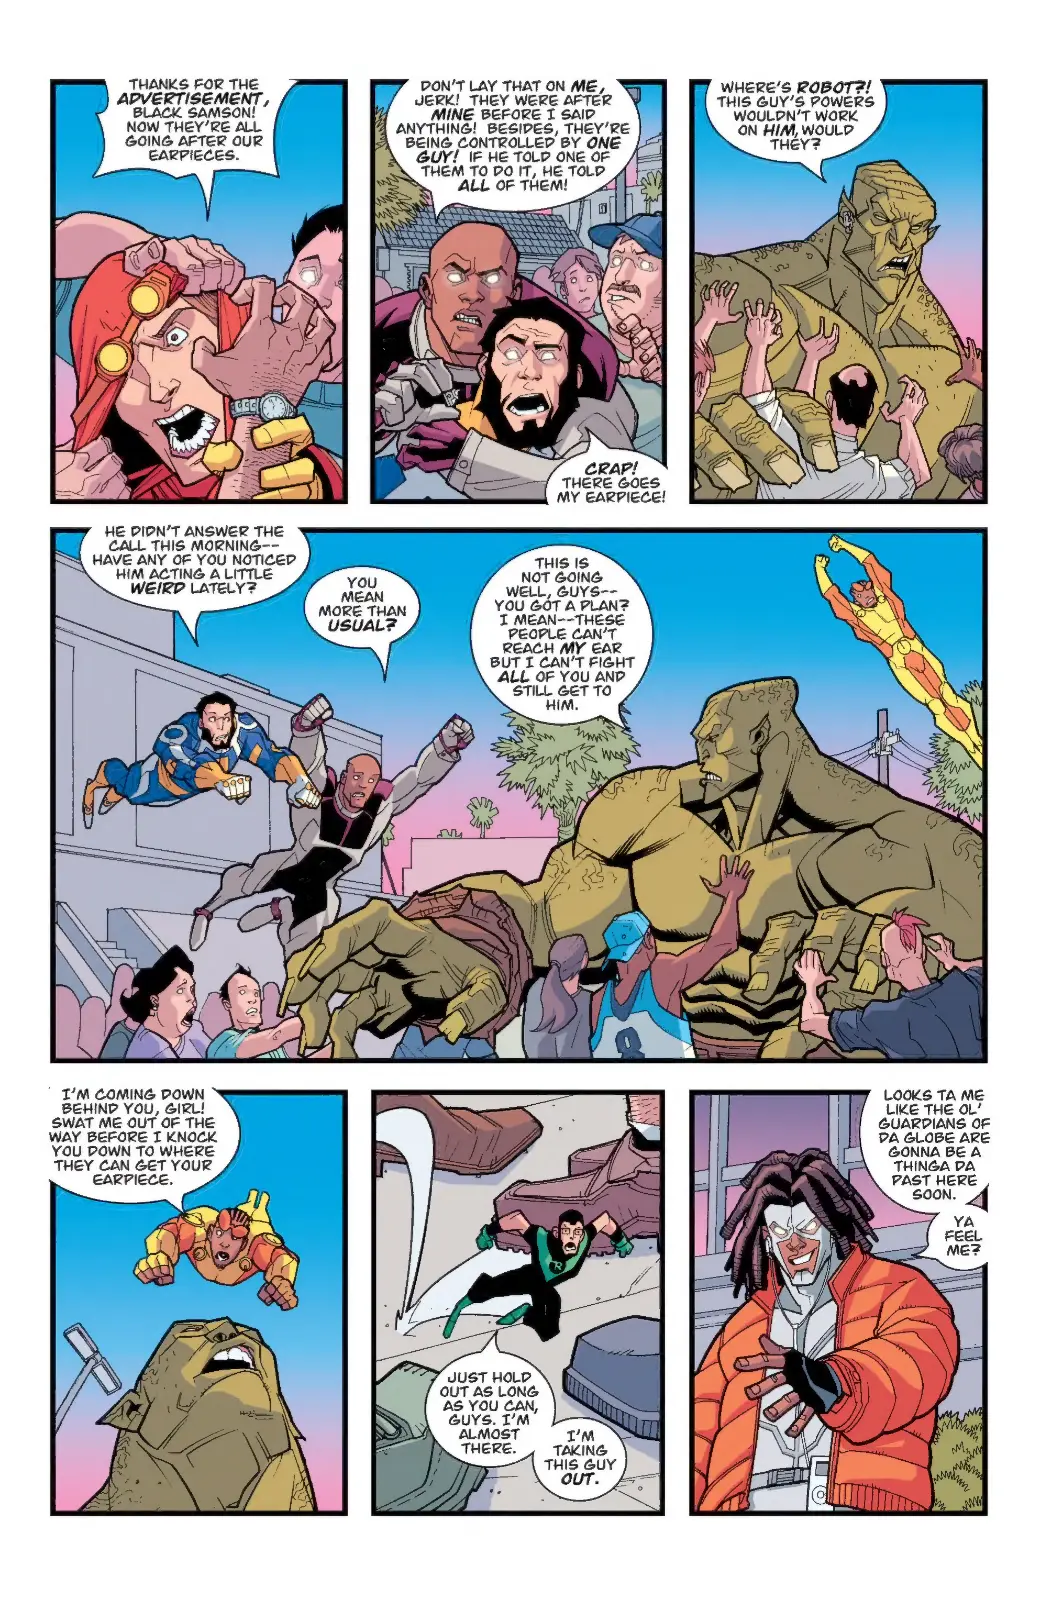 THANKS FOR THE
ADVERTISEMENT,
BLACK SAMSON!
NOW THEY'RE ALL
GOING AFTER OUR
EARPIECES.
DON'T LAY THAT ON ME,
JERK! THEY WERE AFTER
MINE BEFORE I SAID
ANYTHING! BESIDES, THEY'RE
BEING CONTROLLED BY ONE
GUY! IF HE TOLD ONE OF
THEM TO DO IT, HE TOLD
ALL OF THEM!
CRAP!
THERE GOES
MY EARPIECE!
WHERE'S ROBOT?!
THIS GUY'S POWERS
WOULDN'T WORK
ON HIM, WOULD
THEY?
HE DIDN'T ANSWER THE
CALL THIS MORNING--
HAVE ANY OF YOU NOTICED
HIM ACTING A LITTLE
WEIRD LATELY?
YOU
MEAN
MORE THAN
USUAL?
THIS IS
NOT GOING
WELL, GUYS--
YOU GOT A PLAN?
I MEAN--THESE
PEOPLE CAN'T
REACH MY EAR
BUT I CAN'T FIGHT
ALL OF YOU AND
STILL GET TO
HIM.
I'M COMING DOWN
BEHIND YOU, GIRL!
SWAT ME OUT OF THE
WAY BEFORE I KNOCK
YOU DOWN TO WHERE
THEY CAN GET YOUR
EARPIECE.
R
JUST HOLD
OUT AS LONG
AS YOU CAN,
GUYS. I'M
ALMOST
THERE.
I'M
TAKING
THIS GUY
OUT.
LOOKS TA ME
LIKE THE OL'
GUARDIANS OF
DA GLOBE ARE
GONNA BE A
THINGA DA
PAST HERE
SOON.
YA
FEEL
ME?